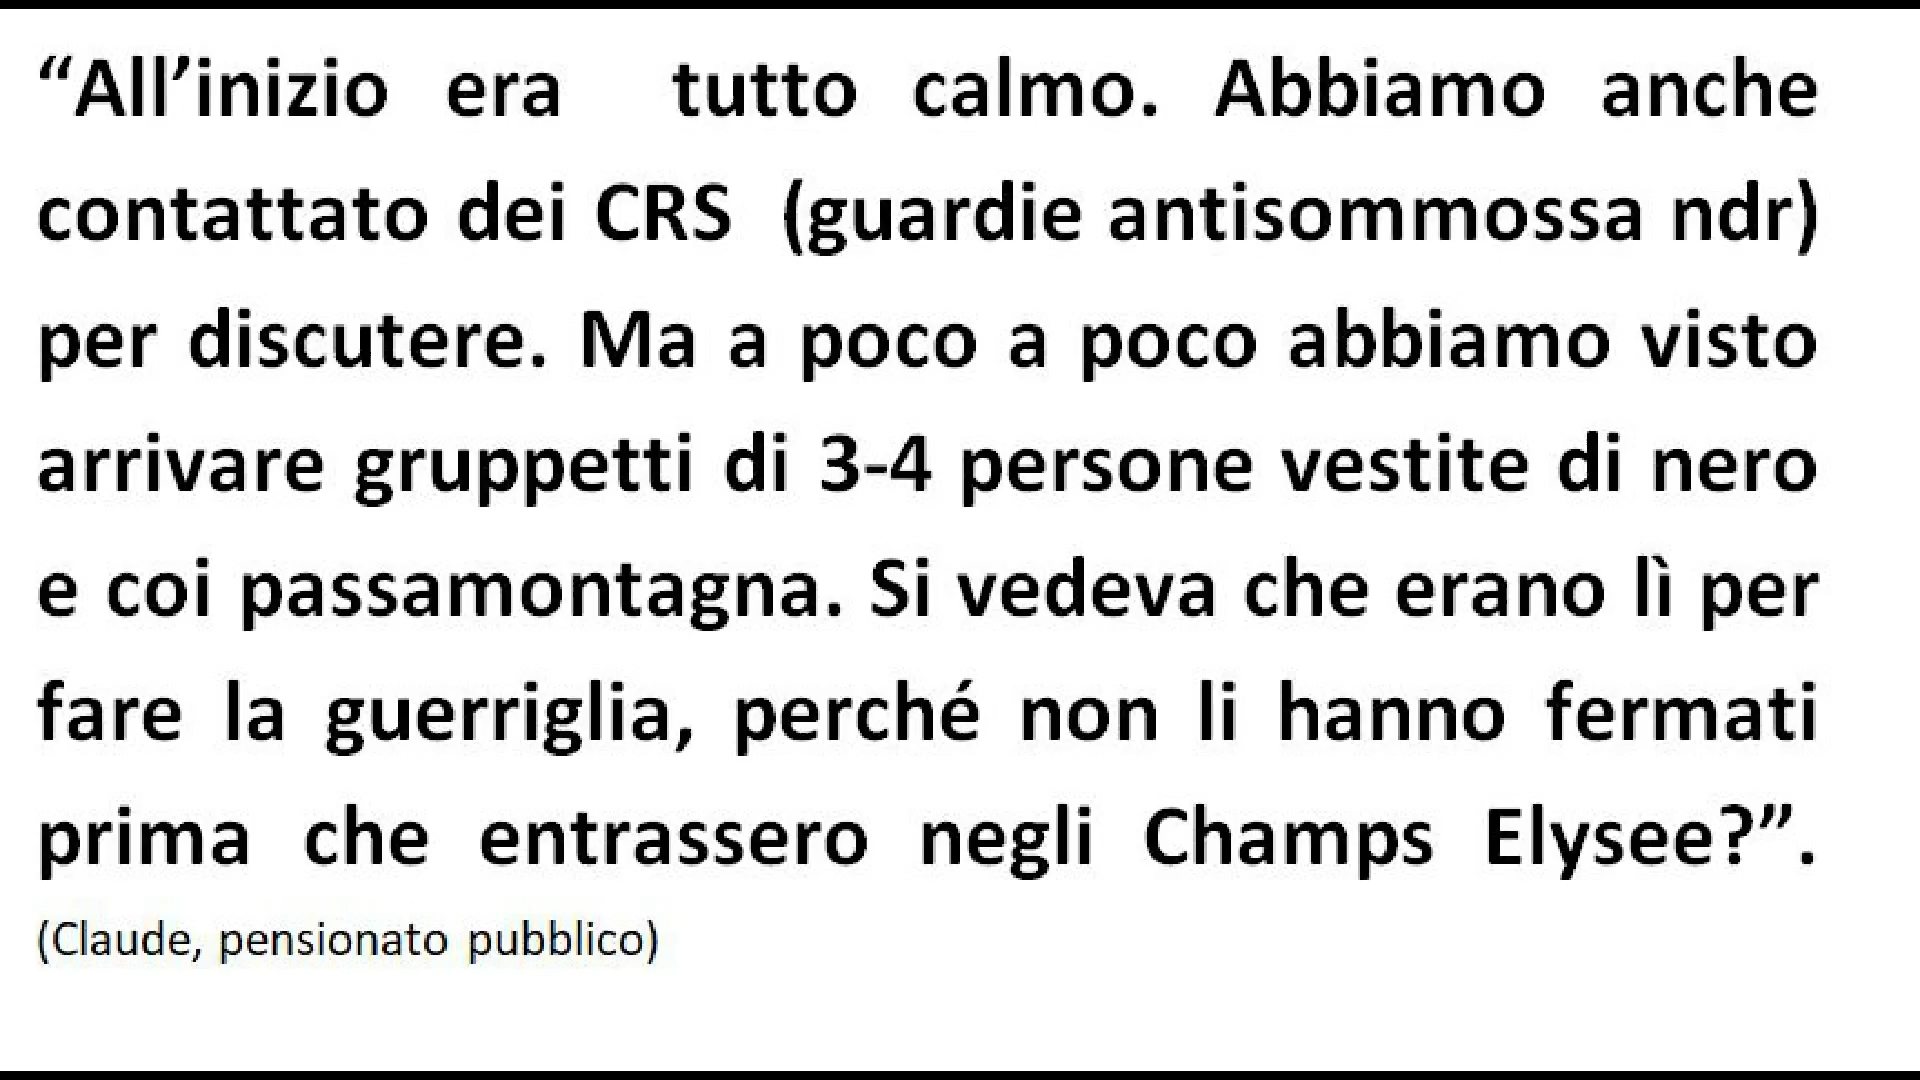 “All’inizio era tutto calmo. Abbiamo anche
contattato dei CRS (guardie antisommossa ndr)
per discutere. Ma a poco a poco abbiamo visto
arrivare gruppetti di 3-4 persone vestite di nero
e coi passamontagna. Si vedeva che erano lì per
fare la guerriglia, perché non li hanno fermati
prima che entrassero negli Champs Elysee?”.
(Claude, pensionato pubblico)